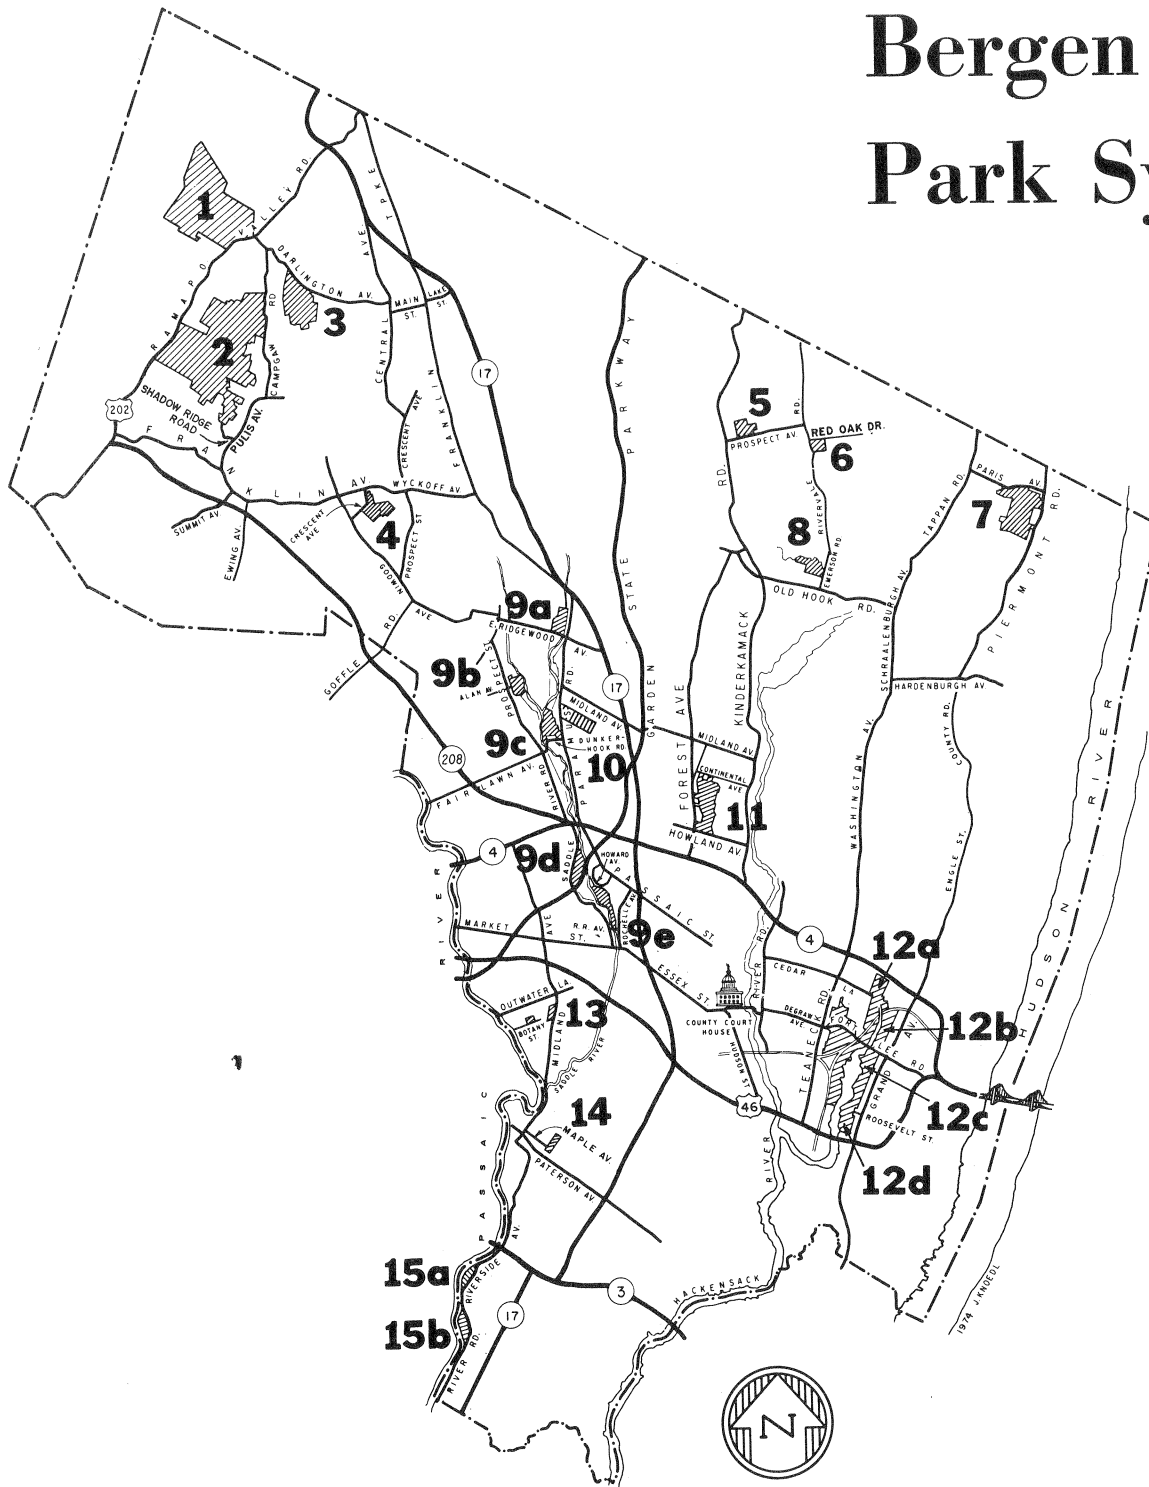 Bergen
Park Sy
1
VALLEY RD.
RAMAPO
DARLINGTON AV.
AVE.
TPKE
MAIN ST.
LAKE ST.
3
2
CAMPGAW RD
CENTRAL
FRANKLIN
17
PARKWAY
STATE
GARDEN
202
SHADOW RIDGE
ROAD
PULIS AV.
FRANKLIN AV
WYCKOFF AV
CRESCENT AVE
SUMMIT AV
EWING AV.
CRESCENT
AVE
4
PROSPECT ST
GODWIN AVE
GOFFLE RD.
5
PROSPECT AV.
RD.
RED OAK DR.
6
RIVERVALE RD.
8
EMERSON RD
OLD HOOK RD.
KINDERKAMACK
RD.
TAPPAN RD.
PARIS AV.
7
PIERMONT RD.
SCHRAALENBURGH AV.
HARDENBURGH AV.
COUNTY RD.
9a
E. RIDGEWOOD AV.
9b
ALAN AV.
PROSPECT ST.
17
MIDLAND AV.
MIDLAND AV.
9c
DUNKER-
HOOK RD.
10
PARAMUS RD.
208
FAIR LAWN AV.
RIVER RD
FOREST AVE
CONTINENTAL
AVE
11
HOWLAND AV.
WASHINGTON AV.
ENGLE ST.
HUDSON RIVER
4
9d
SADDLE
HOWARD
AV.
PASSAIC ST.
ROCHELLE AV.
9e
MARKET ST.
R.R. AV.
ESSEX ST.
COUNTY COURT
HOUSE
HUDSON ST.
RIVER RD.
4
CEDAR LA
12a
DEGRAW
AVE
FORT LEE RD
TEANECK RD.
12b
GRAND AV.
12c
ROOSEVELT ST.
12d
OUTWATER LA.
13
BOTANY
ST.
MIDLAND AVE
SADDLE RIVER
46
14
MAPLE AV.
PATERSON AV.
PASSAIC RIVER
15a
RIVERSIDE AV.
15b
RIVER RD.
17
3
HACKENSACK RIVER
1974 J.KNOEDL
N